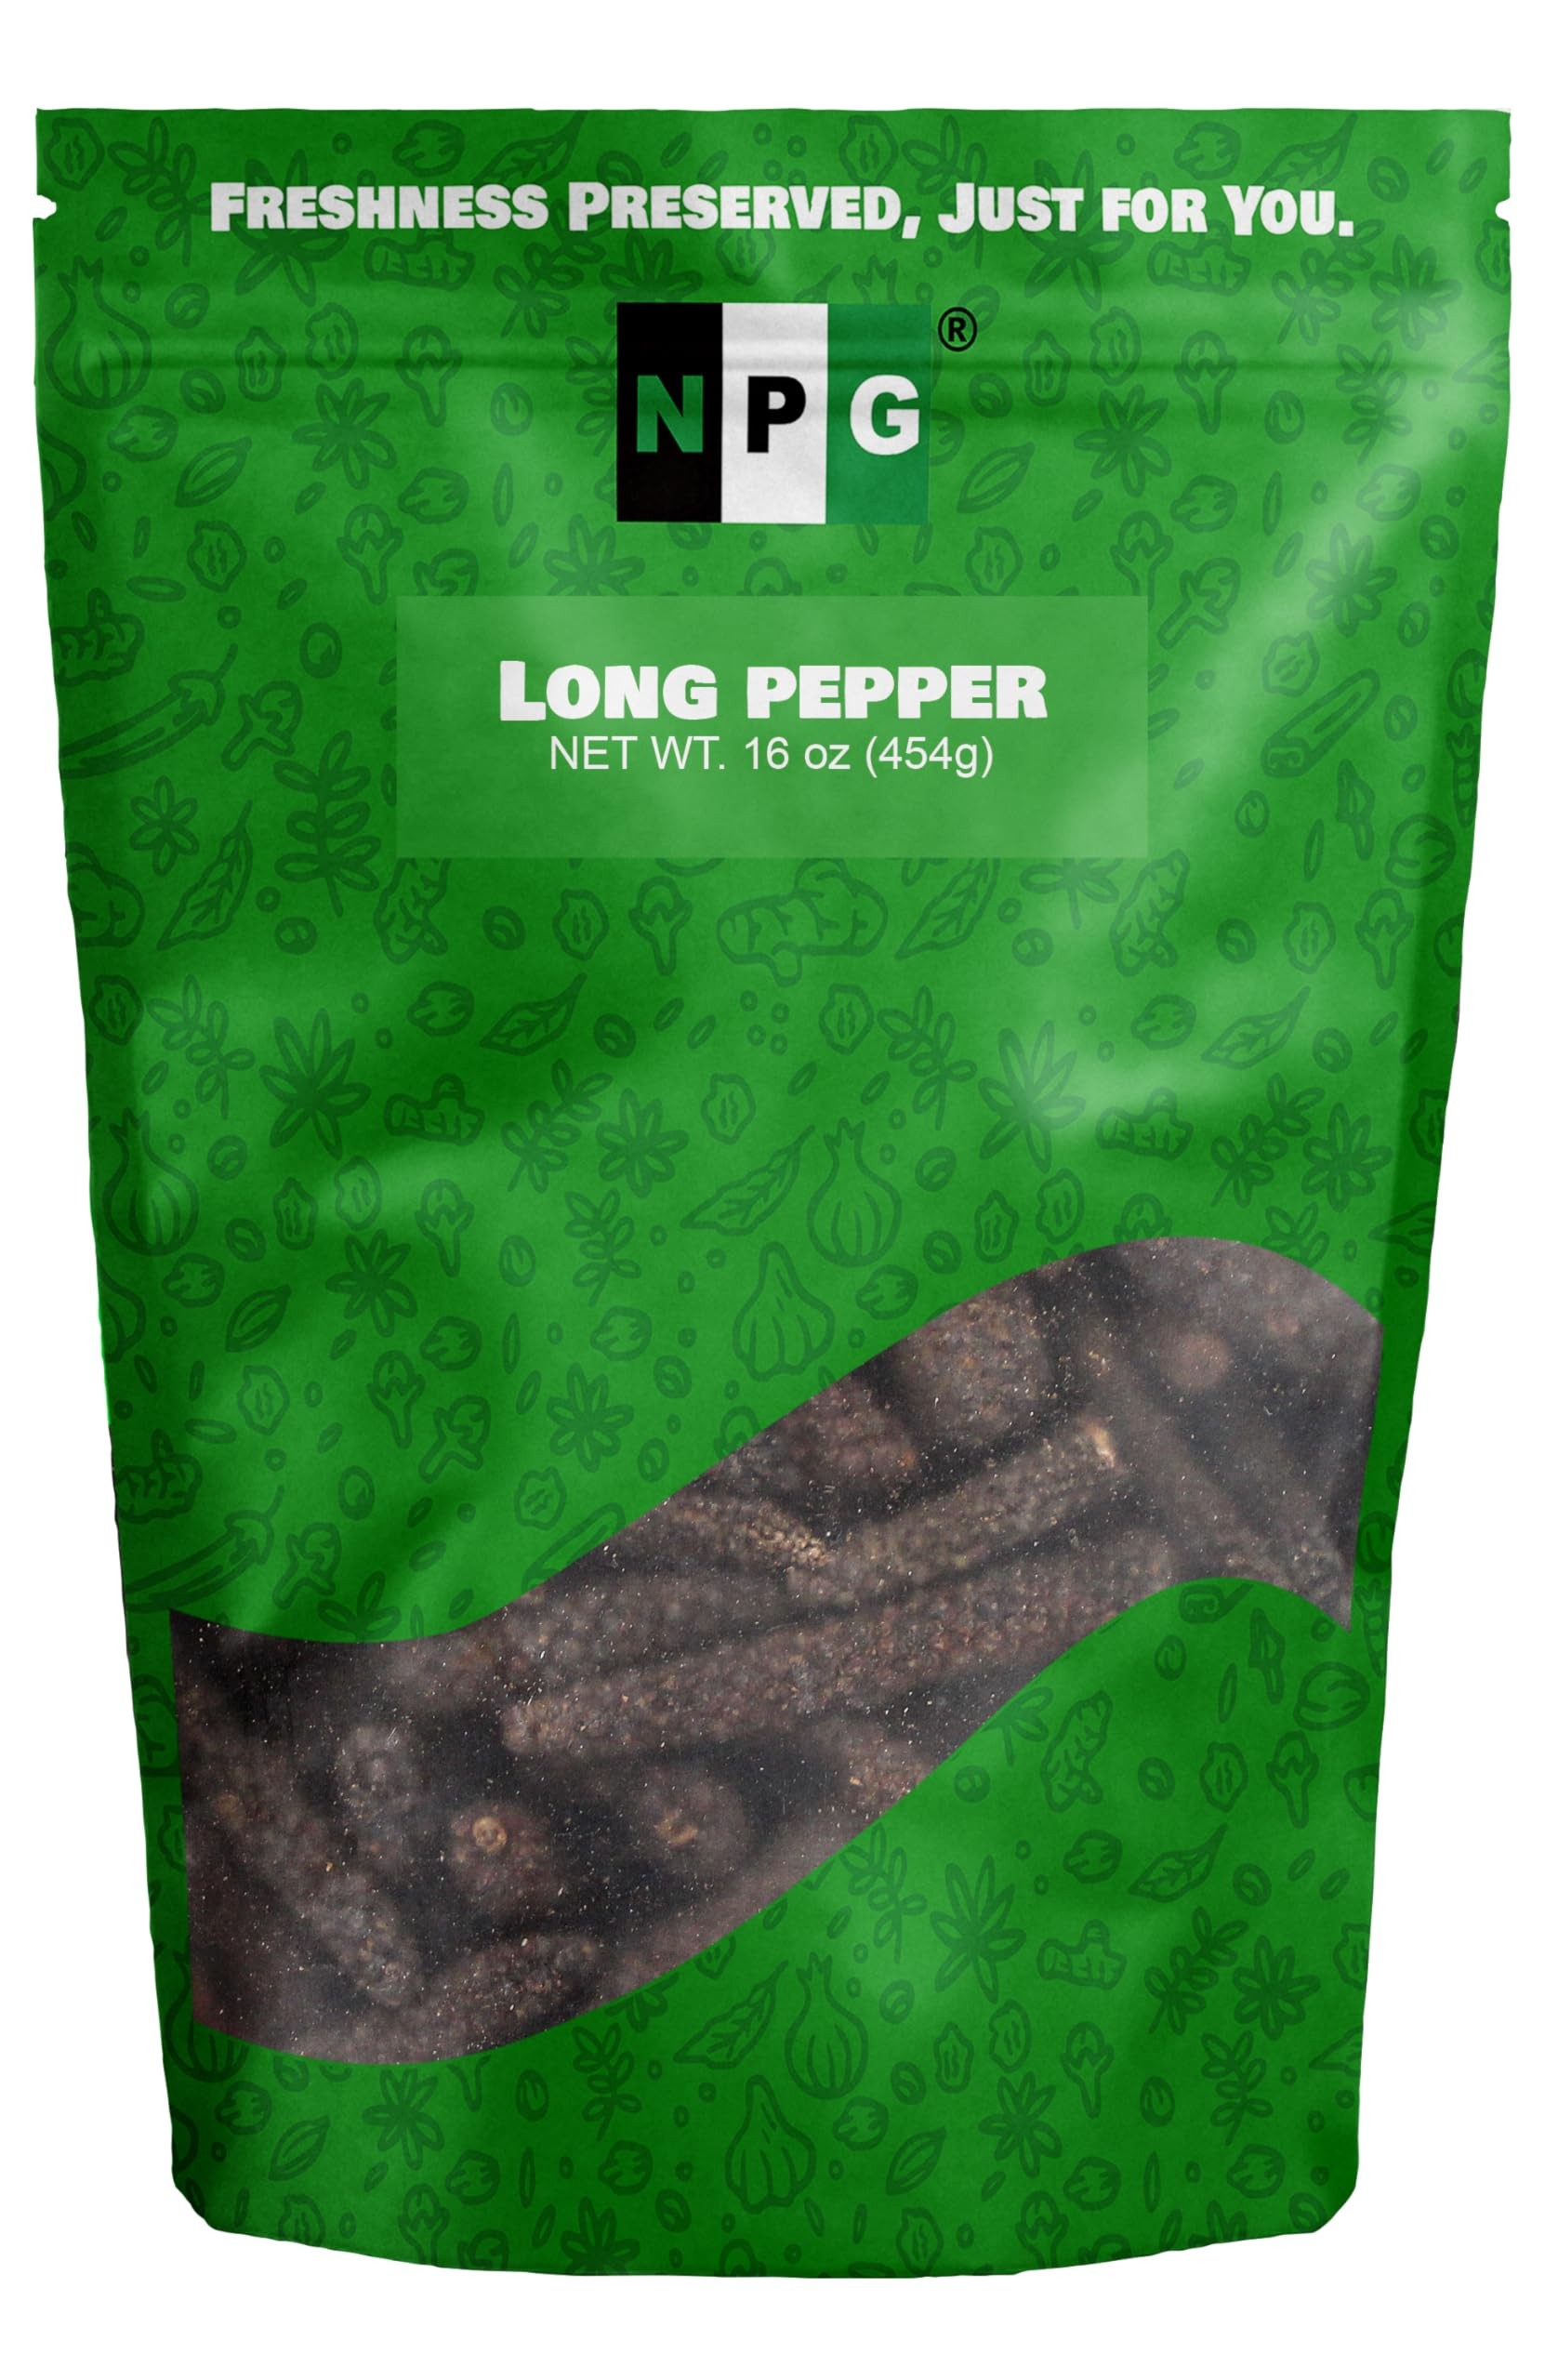 FRESHNESS PRESERVED, JUST FOR YOU.
NPG®
LONG PEPPER
NET WT. 16 oz (454g)